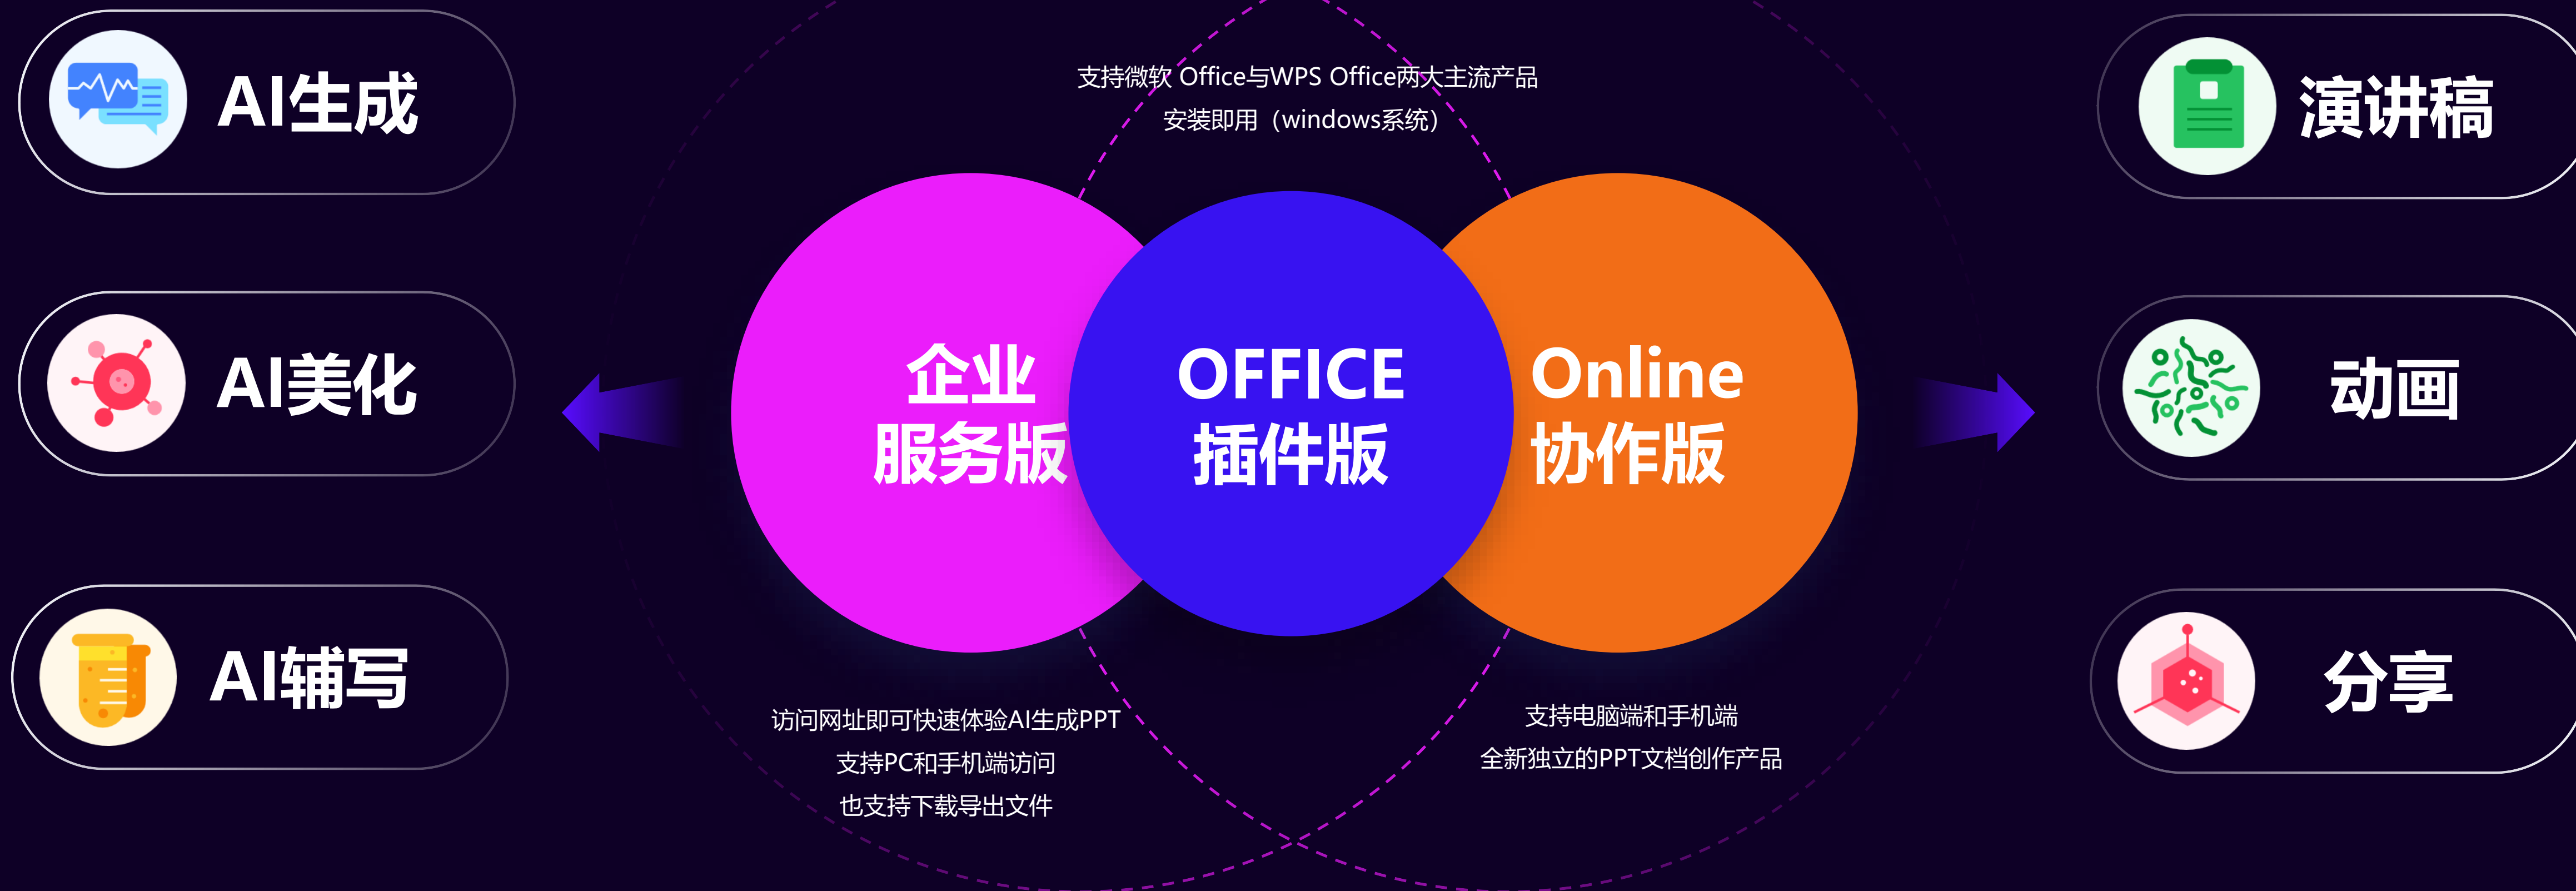 AI生成
AI美化
AI辅写
支持微软 Office与WPS Office两大主流产品
安装即用（windows系统）
企业
服务版
OFFICE
插件版
Online
协作版
访问网址即可快速体验AI生成PPT
支持PC和手机端访问
也支持下载导出文件
支持电脑端和手机端
全新独立的PPT文档创作产品
演讲稿
动画
分享